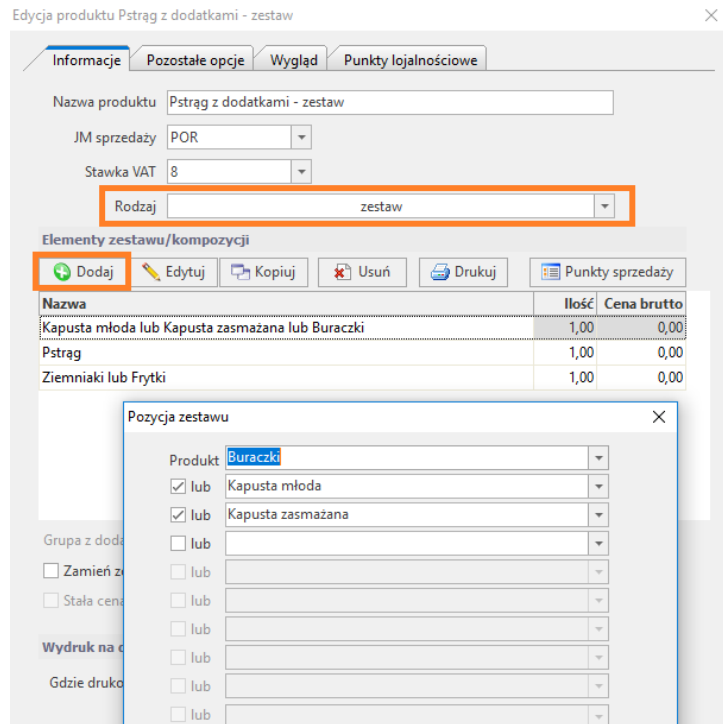 Edycja produktu Pstrąg z dodatkami - zestaw
Informacje Pozostałe opcje Wygląd Punkty lojalnościowe
Nazwa produktu Pstrąg z dodatkami - zestaw
JM sprzedaży POR
Stawka VAT 8
Rodzaj zestaw
Elementy zestawu/kompozycji
Dodaj Edytuj Kopiuj Usuń Drukuj Punkty sprzedaży
Nazwa Ilość Cena brutto
Kapusta młoda lub Kapusta zasmażana lub Buraczki 1,00 0,00
Pstrąg 1,00 0,00
Ziemniaki lub Frytki 1,00 0,00
Pozycja zestawu
Produkt Buraczki
lub Kapusta młoda
lub Kapusta zasmażana
Grupa z doda
lub
Zamień ze
lub
Stała cena
lub
lub
Wydruk na
lub
Gdzie druko
lub
lub